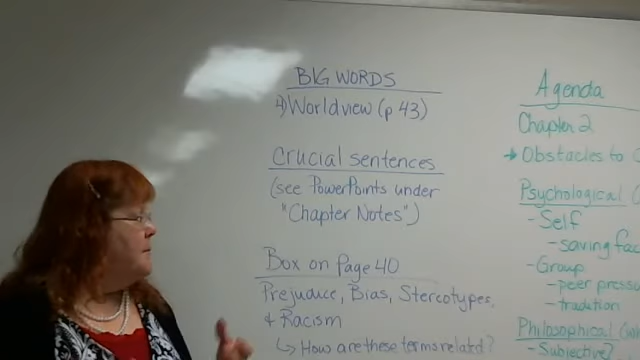 BIG WORDS
4) Worldview (p 43)
Crucial sentences
(see PowerPoints under
"Chapter Notes")
Box on Page 40
Prejudice, Bias, Stereotypes,
& Racism
↳ How are these terms related?
Agenda
Chapter 2
→ Obstacles to
Psychological
- Self
- saving
- Group
- peer
- tradition
Philosophical
- Subjective?